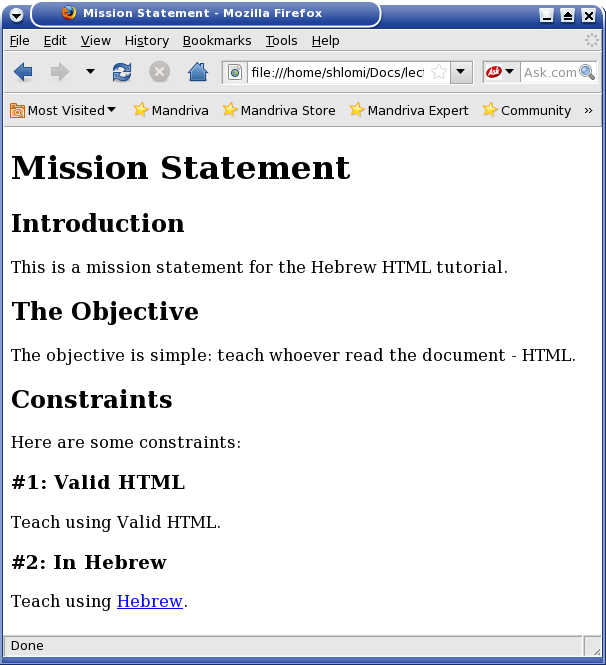 Mission Statement - Mozilla Firefox
File Edit View History Bookmarks Tools Help
file:///home/shlomi/Docs/lect Ask Ask.com
Most Visited Mandriva Mandriva Store Mandriva Expert Community »
Mission Statement
Introduction
This is a mission statement for the Hebrew HTML tutorial.
The Objective
The objective is simple: teach whoever read the document - HTML.
Constraints
Here are some constraints:
#1: Valid HTML
Teach using Valid HTML.
#2: In Hebrew
Teach using Hebrew.
Done